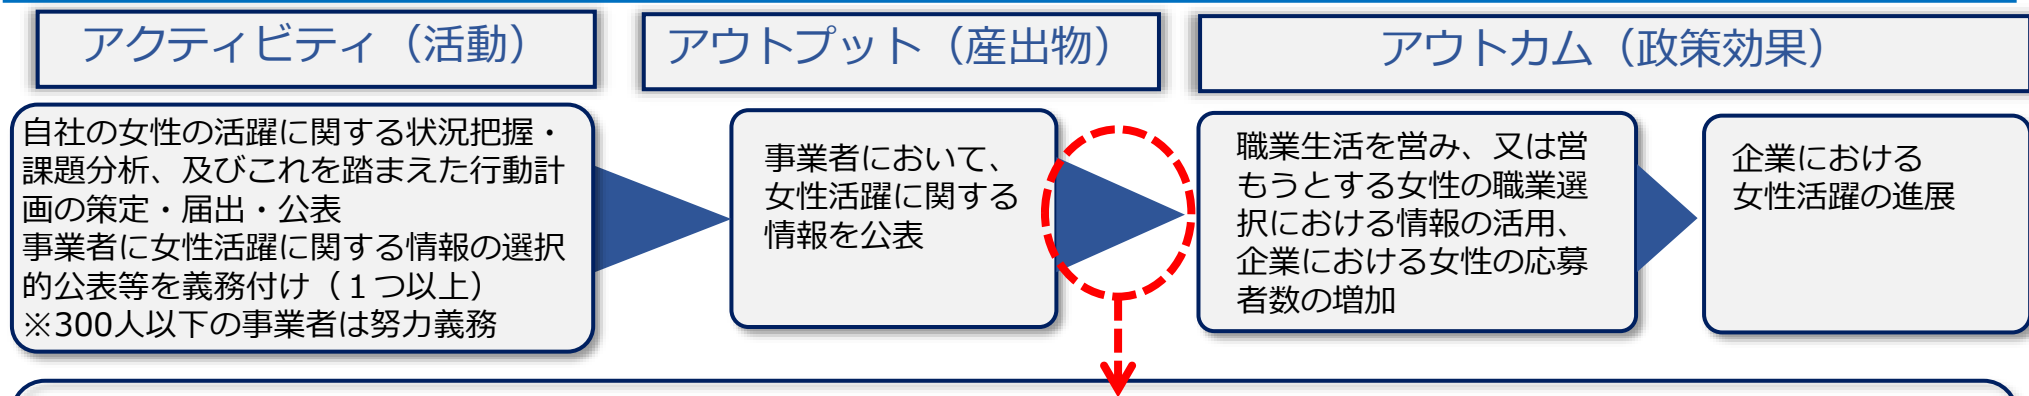 アクティビティ（活動）
アウトプット（産出物）
アウトカム（政策効果）
自社の女性の活躍に関する状況把握・
課題分析、及びこれを踏まえた行動計
画の策定・届出・公表
事業者に女性活躍に関する情報の選択
的公表等を義務付け（１つ以上）
※300人以下の事業者は努力義務
事業者において、
女性活躍に関する
情報を公表
職業生活を営み、又は営
もうとする女性の職業選
択における情報の活用、
企業における女性の応募
者数の増加
企業における
女性活躍の進展